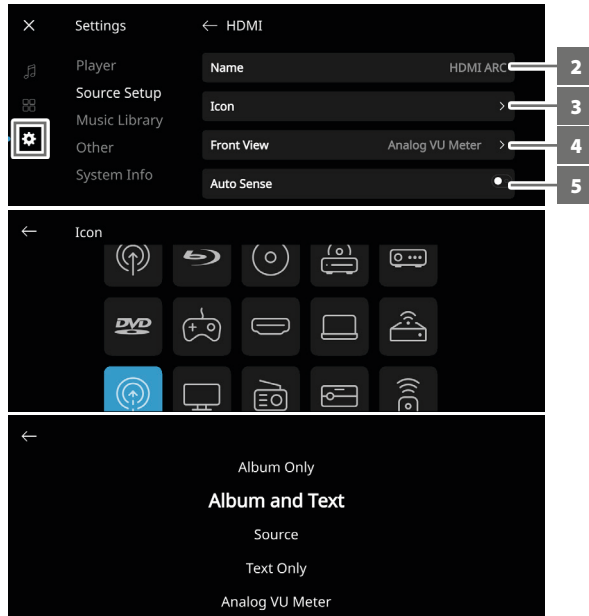 Settings
← HDMI
Player
Source Setup
Music Library
Other
System Info
Name HDMI ARC 2
Icon > 3
Front View Analog VU Meter > 4
Auto Sense 5
← Icon
DVD
←
Album Only
Album and Text
Source
Text Only
Analog VU Meter